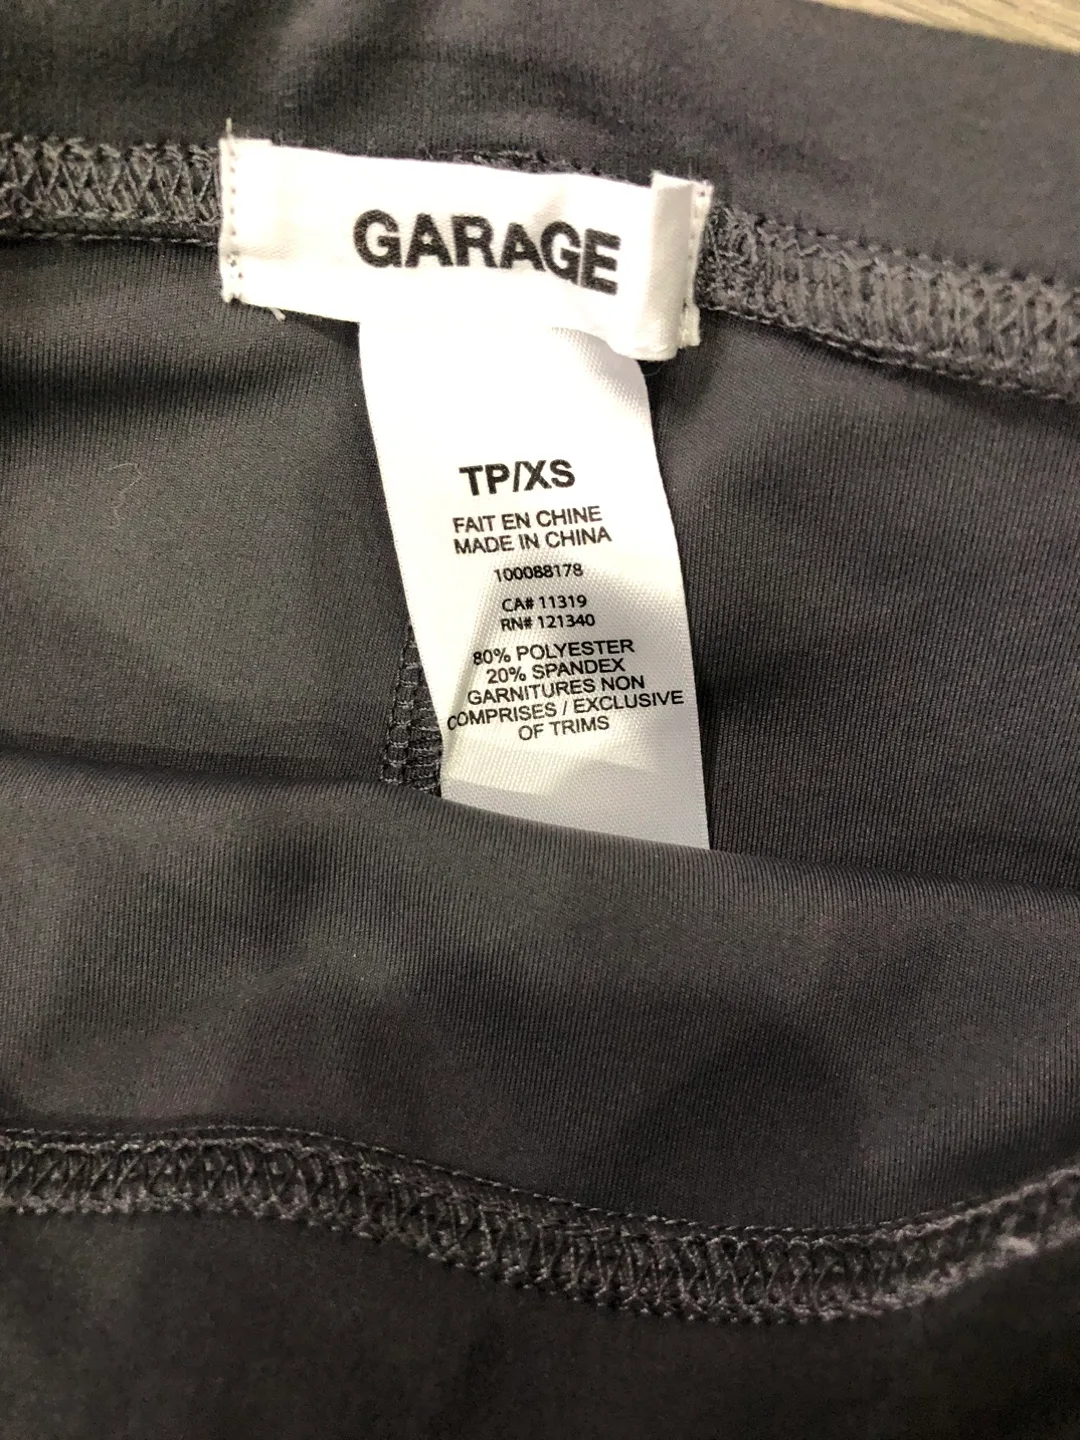 GARAGE
TP/XS
FAIT EN CHINE
MADE IN CHINA
100088178
CA# 11319
RN# 121340
80% POLYESTER
20% SPANDEX
GARNITURES NON
COMPRISES / EXCLUSIVE
OF TRIMS